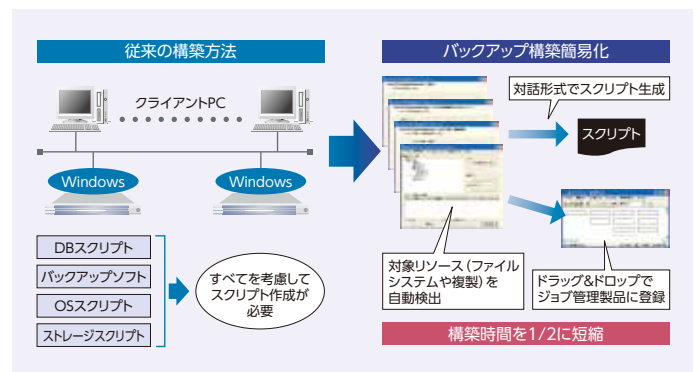 従来の構築方法
クライアントPC
Windows
Windows
DBスクリプト
バックアップソフト
OSスクリプト
ストレージスクリプト
すべてを考慮して
スクリプト作成が
必要
バックアップ構築簡易化
対話形式でスクリプト生成
スクリプト
対象リソース（ファイル
システムや複製）を
自動検出
ドラッグ&ドロップで
ジョブ管理製品に登録
構築時間を1/2に短縮